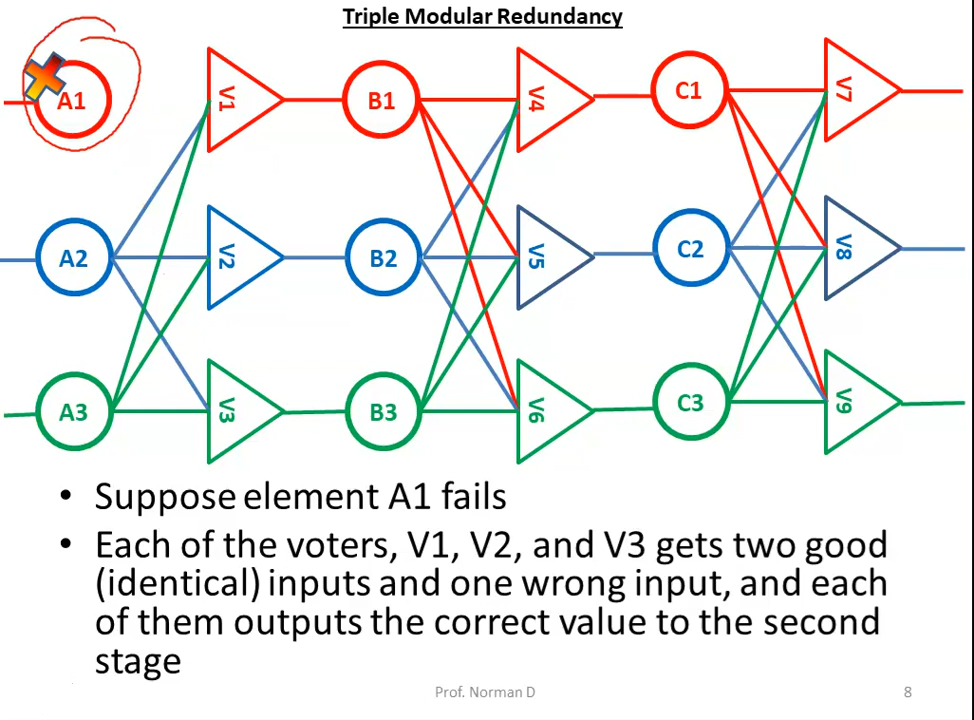 Triple Modular Redundancy
A1 V1 B1 V4 C1 V7
A2 V2 B2 V5 C2 V8
A3 V3 B3 V6 C3 V9
• Suppose element A1 fails
• Each of the voters, V1, V2, and V3 gets two good
(identical) inputs and one wrong input, and each
of them outputs the correct value to the second
stage
Prof. Norman D 8